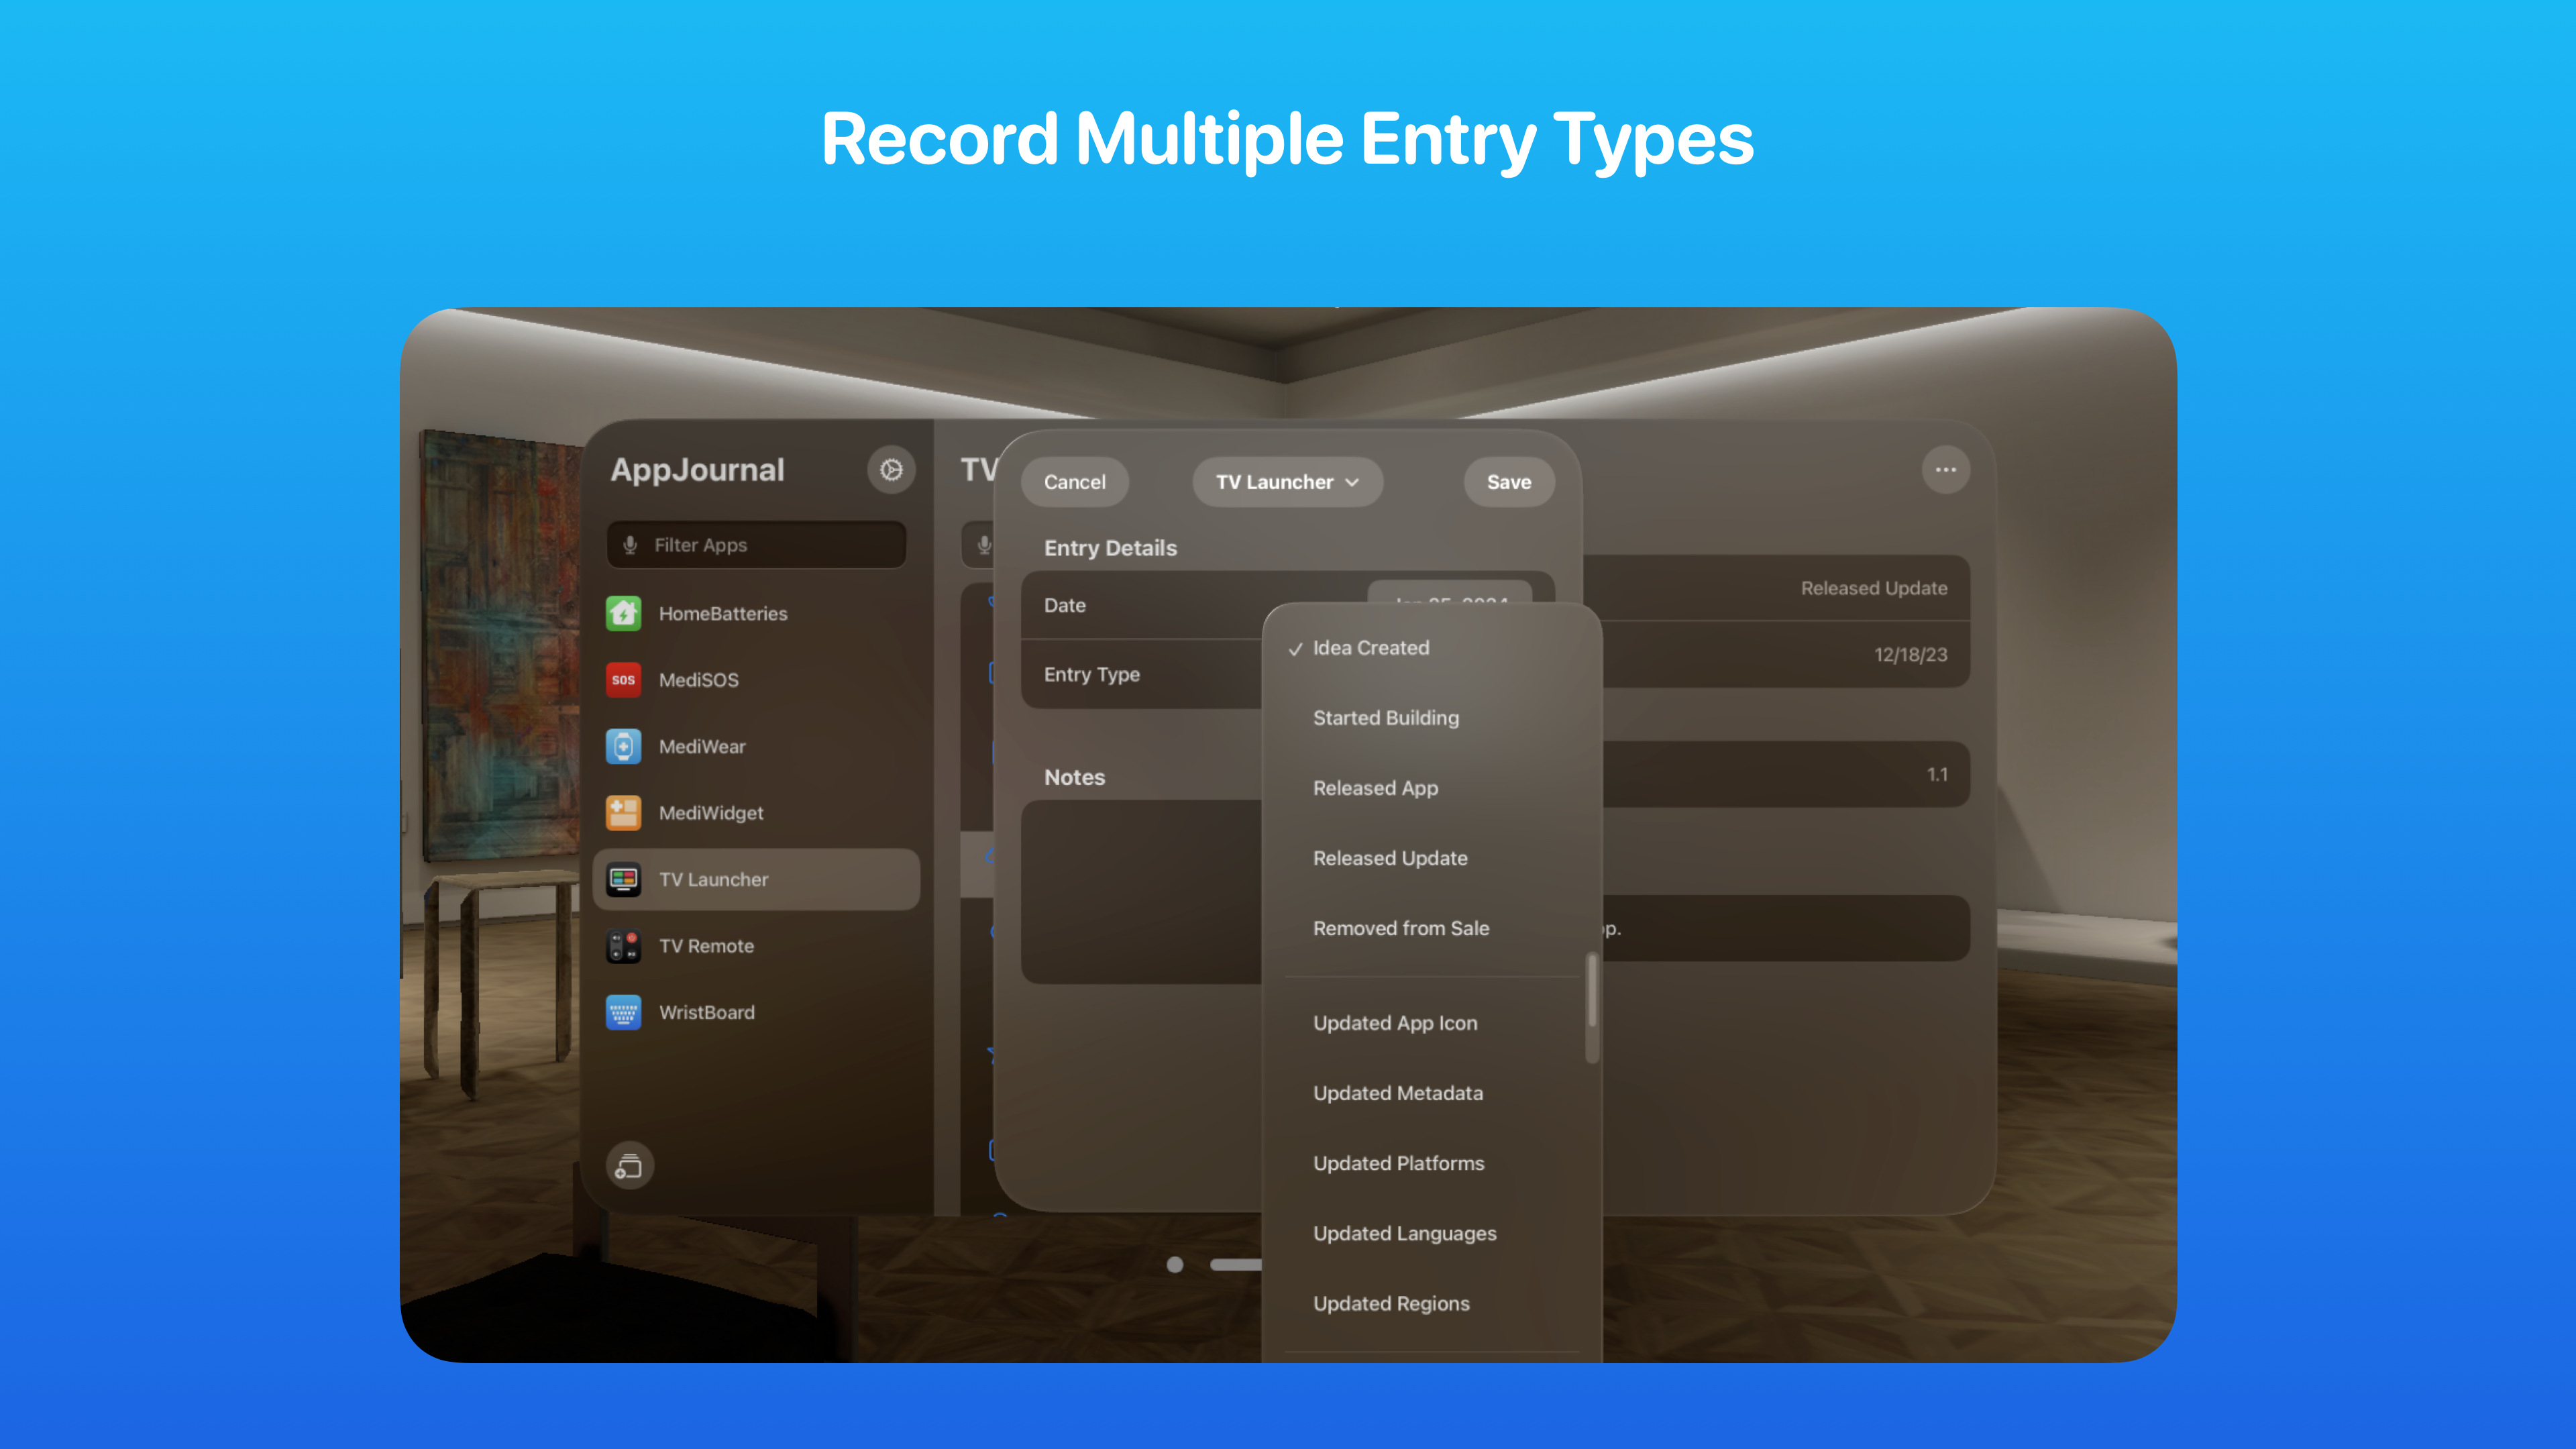 Record Multiple Entry Types
AppJournal
Filter Apps
HomeBatteries
SOS
MediSOS
MediWear
MediWidget
TV Launcher
TV Remote
WristBoard
TV
Cancel
TV Launcher
Save
Entry Details
Date
Entry Type
Notes
Idea Created
Started Building
Released App
Released Update
Removed from Sale
Updated App Icon
Updated Metadata
Updated Platforms
Updated Languages
Updated Regions
Released Update
12/18/23
1.1